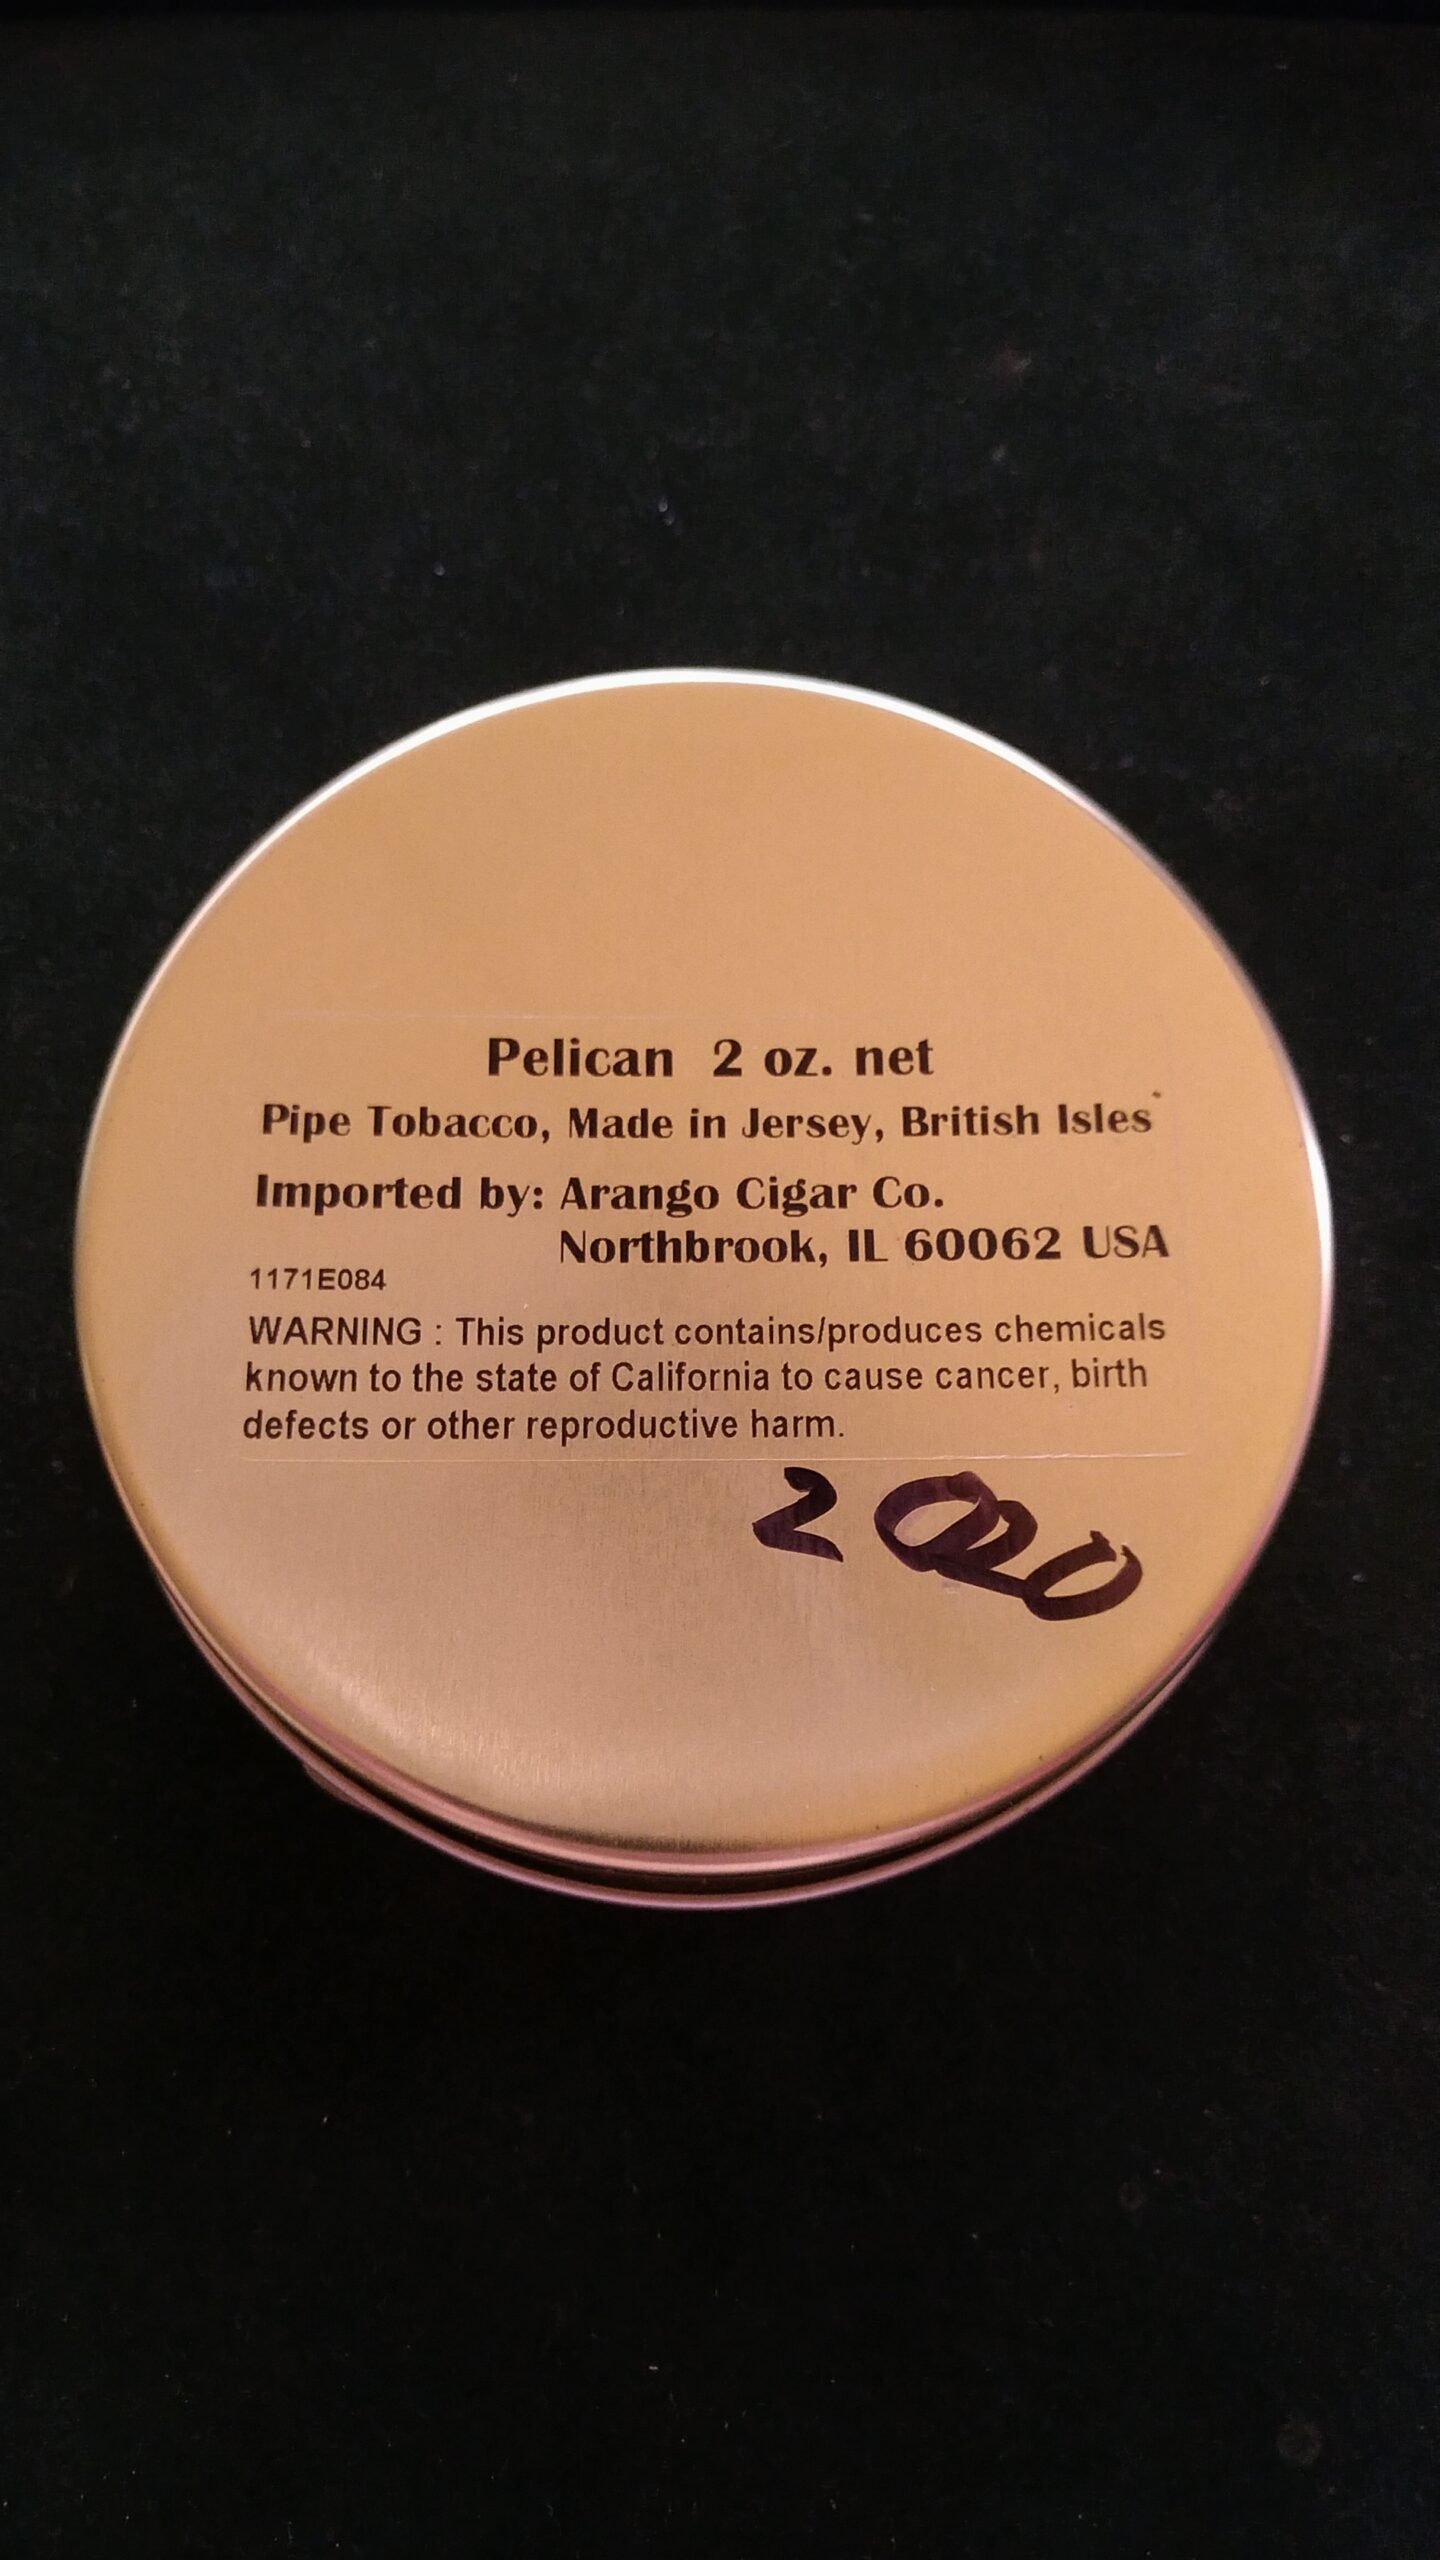 Pelican 2 oz. net
Pipe Tobacco, Made in Jersey, British Isles
Imported by: Arango Cigar Co.
Northbrook, IL 60062 USA
1171E084
WARNING : This product contains/produces chemicals
known to the state of California to cause cancer, birth
defects or other reproductive harm.
2020